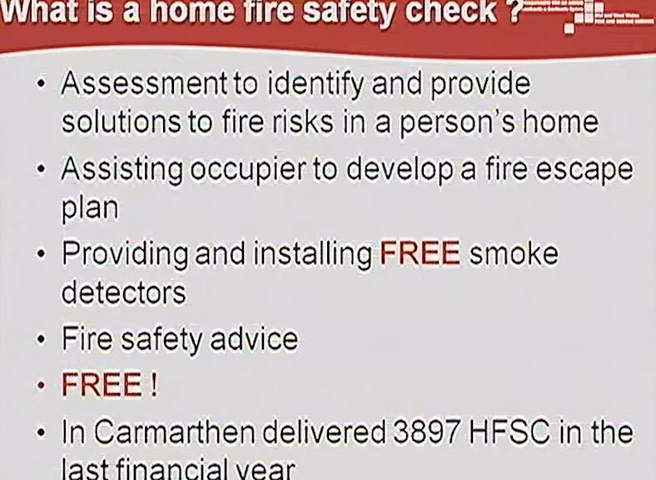 What is a home fire safety check ?
• Assessment to identify and provide
solutions to fire risks in a person's home
• Assisting occupier to develop a fire escape
plan
• Providing and installing FREE smoke
detectors
• Fire safety advice
• FREE !
• In Carmarthen delivered 3897 HFSC in the
last financial year